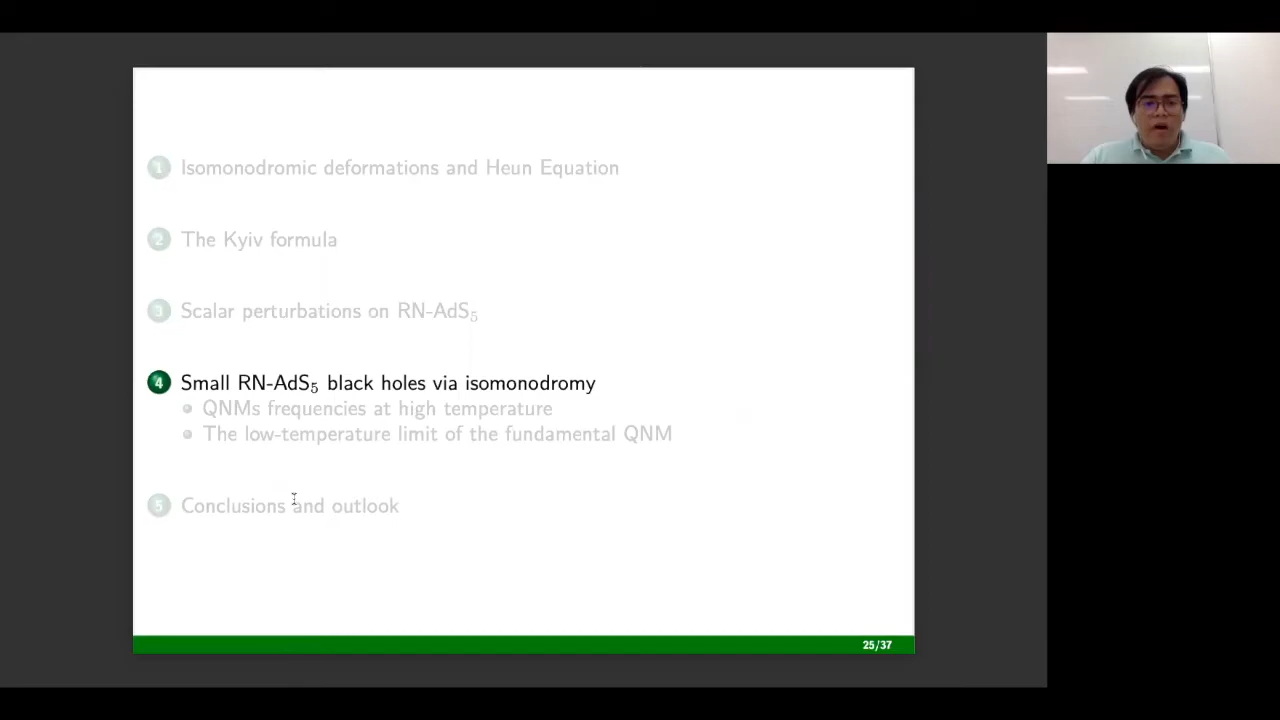 1 Isomonodromic deformations and Heun Equation
2 The Kyiv formula
3 Scalar perturbations on RN-AdS₅
4 Small RN-AdS₅ black holes via isomonodromy
QNMs frequencies at high temperature
The low-temperature limit of the fundamental QNM
5 Conclusions and outlook
25/37